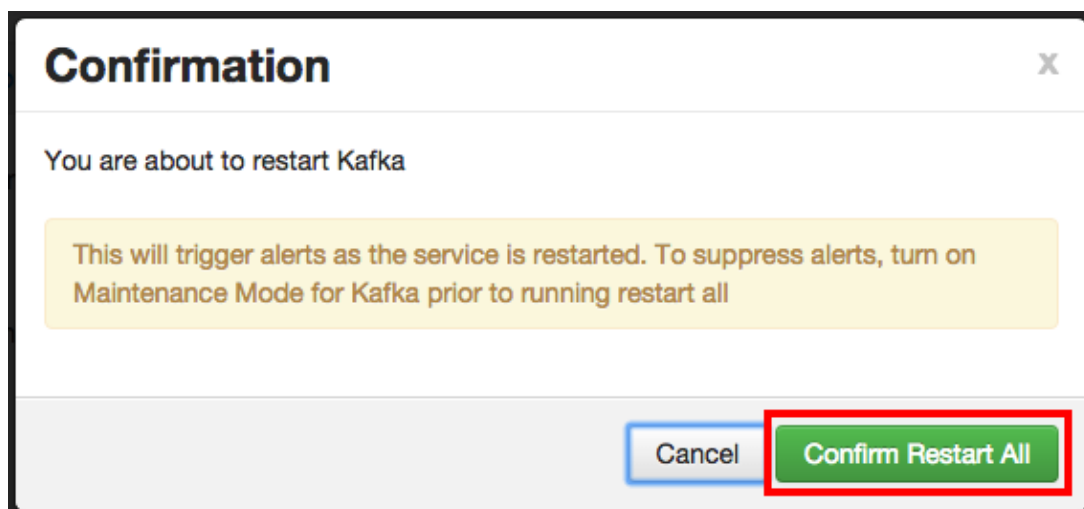 Confirmation
x
You are about to restart Kafka
This will trigger alerts as the service is restarted. To suppress alerts, turn on
Maintenance Mode for Kafka prior to running restart all
Cancel
Confirm Restart All